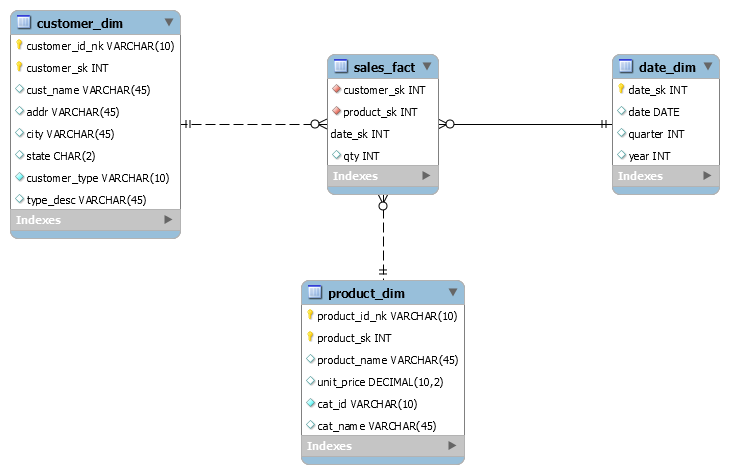 customer_dim
customer_id_nk VARCHAR(10)
customer_sk INT
cust_name VARCHAR(45)
addr VARCHAR(45)
city VARCHAR(45)
state CHAR(2)
customer_type VARCHAR(10)
type_desc VARCHAR(45)
Indexes
sales_fact
customer_sk INT
product_sk INT
date_sk INT
qty INT
Indexes
date_dim
date_sk INT
date DATE
quarter INT
year INT
Indexes
product_dim
product_id_nk VARCHAR(10)
product_sk INT
product_name VARCHAR(45)
unit_price DECIMAL(10,2)
cat_id VARCHAR(10)
cat_name VARCHAR(45)
Indexes